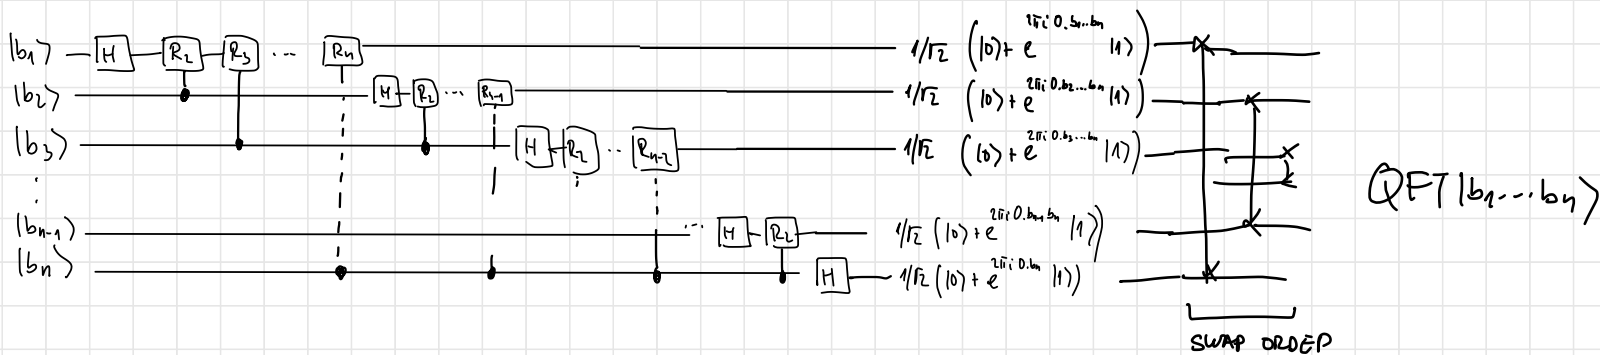 |b1⟩ H R2 R3 ... Rn 1/√2 (|0⟩ + e^{2πi 0.b1...bn} |1⟩)
|b2⟩ H R2 ... Rn-1 1/√2 (|0⟩ + e^{2πi 0.b2...bn} |1⟩)
|b3⟩ H R2 ... Rn-2 1/√2 (|0⟩ + e^{2πi 0.b3...bn} |1⟩)
QFT|b1...bn⟩
|bn-1⟩ ... H R2 1/√2 (|0⟩ + e^{2πi 0.bn-1bn} |1⟩)
|bn⟩ H 1/√2 (|0⟩ + e^{2πi 0.bn} |1⟩)
SWAP ORDER